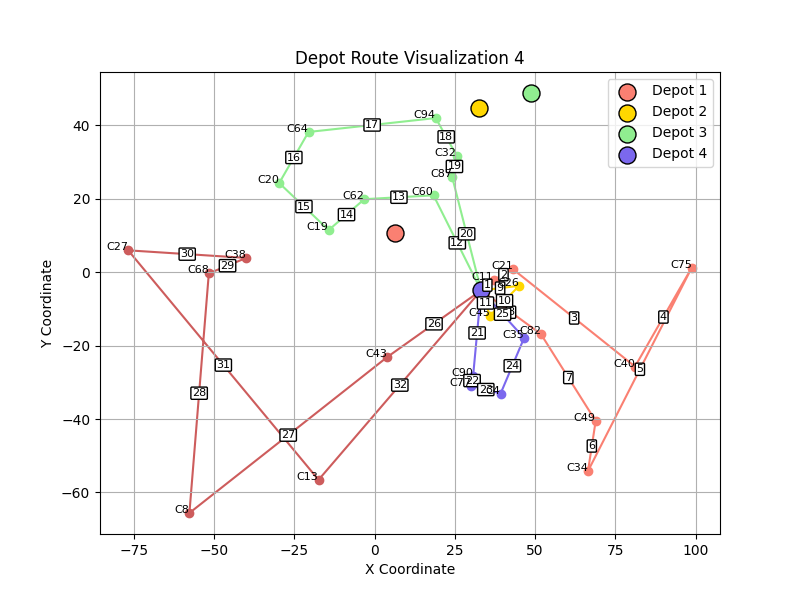 Depot Route Visualization 4
Depot 1
Depot 2
Depot 3
Depot 4
Y Coordinate
40
20
0
−20
−40
−60
−75
−50
−25
0
25
50
75
100
X Coordinate
C94
17
C64
18
C32
19
16
C87
C20
C62
13
C60
15
14
C19
20
12
C27
30
C38
29
C68
C11
C21
2
C75
1
9
C26
11
10
C45
25
3
4
26
21
C35
C82
C43
31
24
C40
5
C90
22
7
32
28
C77
23
27
C49
6
C34
C13
C8